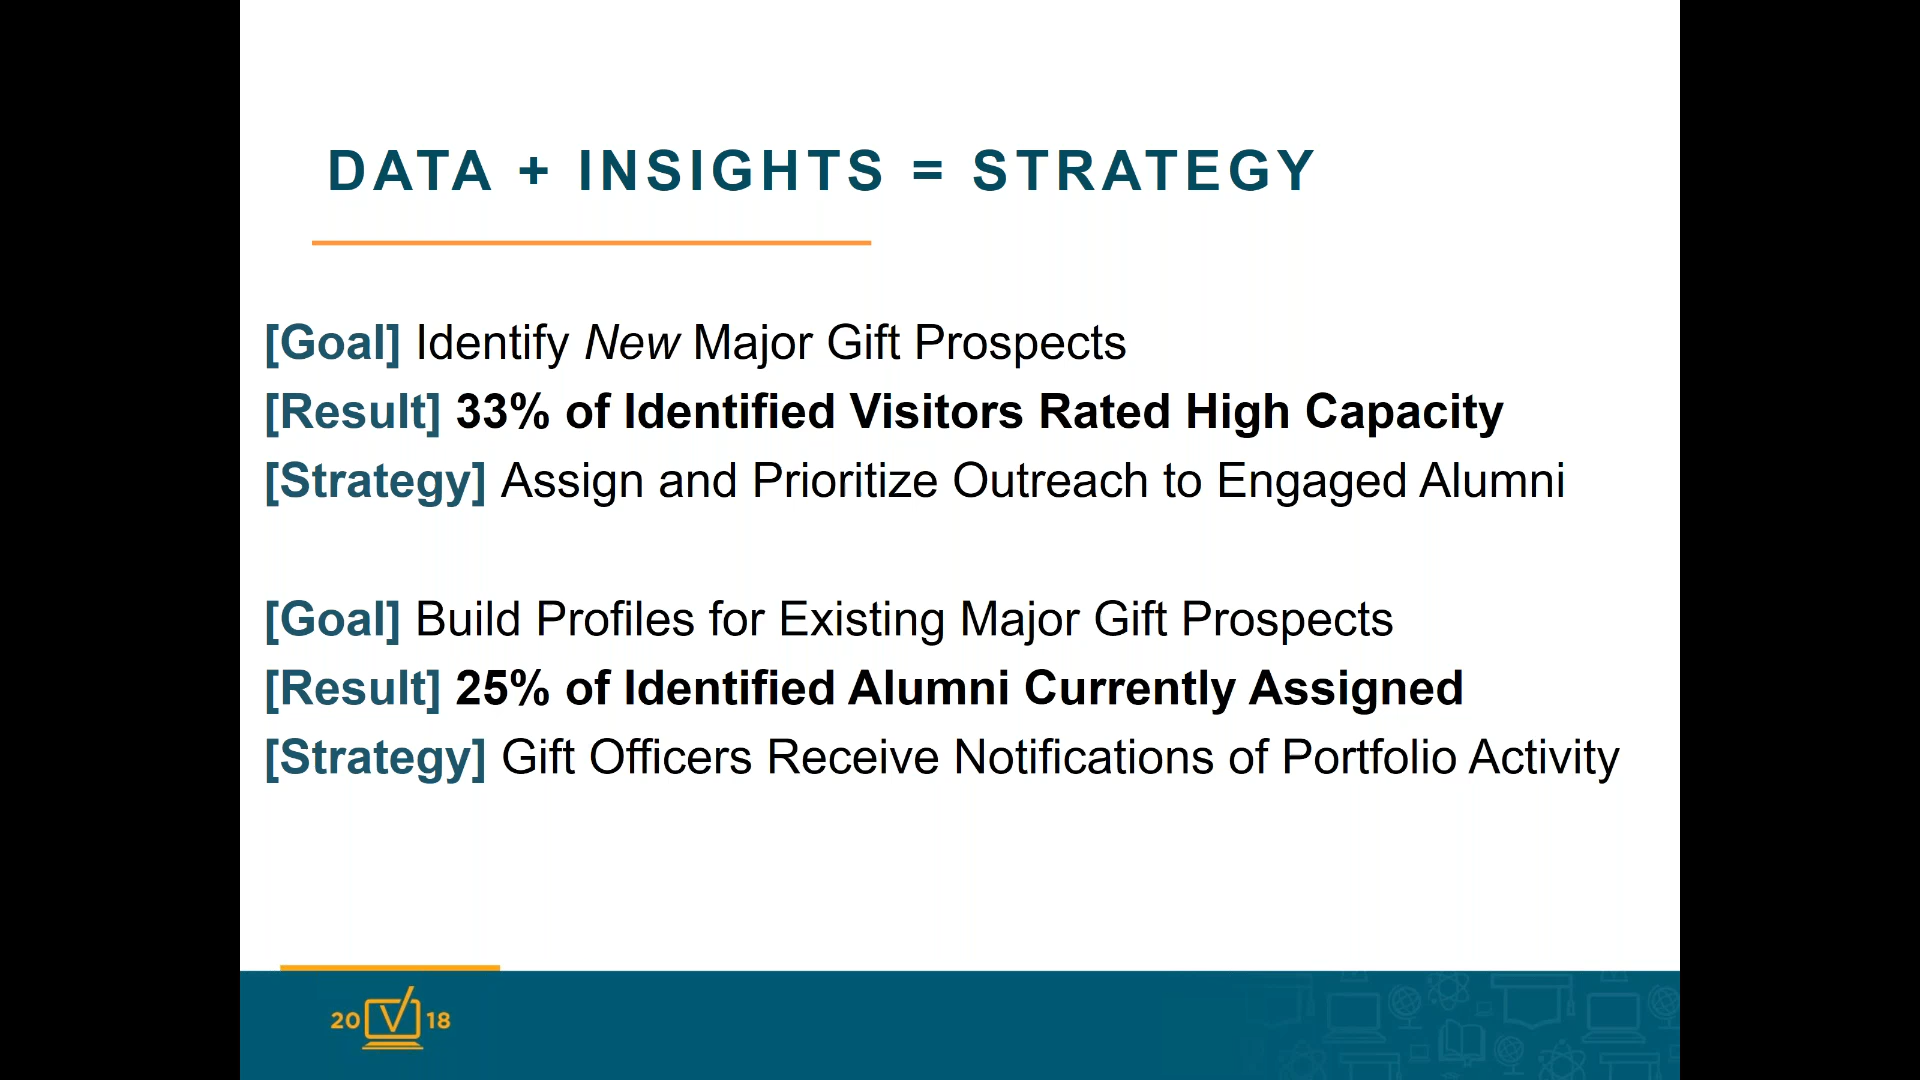 DATA + INSIGHTS = STRATEGY
[Goal] Identify New Major Gift Prospects
[Result] 33% of Identified Visitors Rated High Capacity
[Strategy] Assign and Prioritize Outreach to Engaged Alumni
[Goal] Build Profiles for Existing Major Gift Prospects
[Result] 25% of Identified Alumni Currently Assigned
[Strategy] Gift Officers Receive Notifications of Portfolio Activity
20 V 18